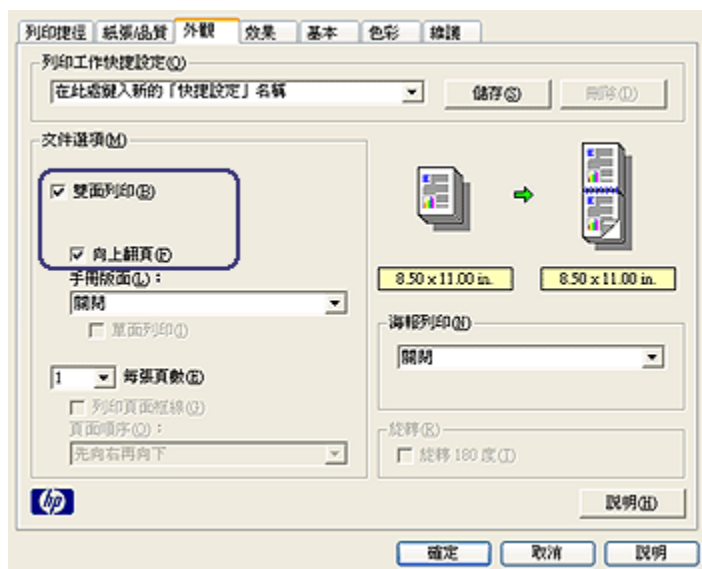 列印捷徑 紙張/品質 外觀 效果 基本 色彩 維護
列印工作快捷設定(Q)
在此處鍵入新的「快捷設定」名稱 儲存(S) 刪除(D)
文件選項(M)
雙面列印(B)
向上翻頁(F)
手冊版面(L):
8.50 x 11.00 in. 8.50 x 11.00 in.
關閉
單面列印(I)
海報列印(N)
關閉
1 每張頁數(E)
列印頁面框線(G)
頁面順序(O):
先向右再向下
旋轉(R)
旋轉 180 度(T)
hp
說明(H)
確定 取消 說明